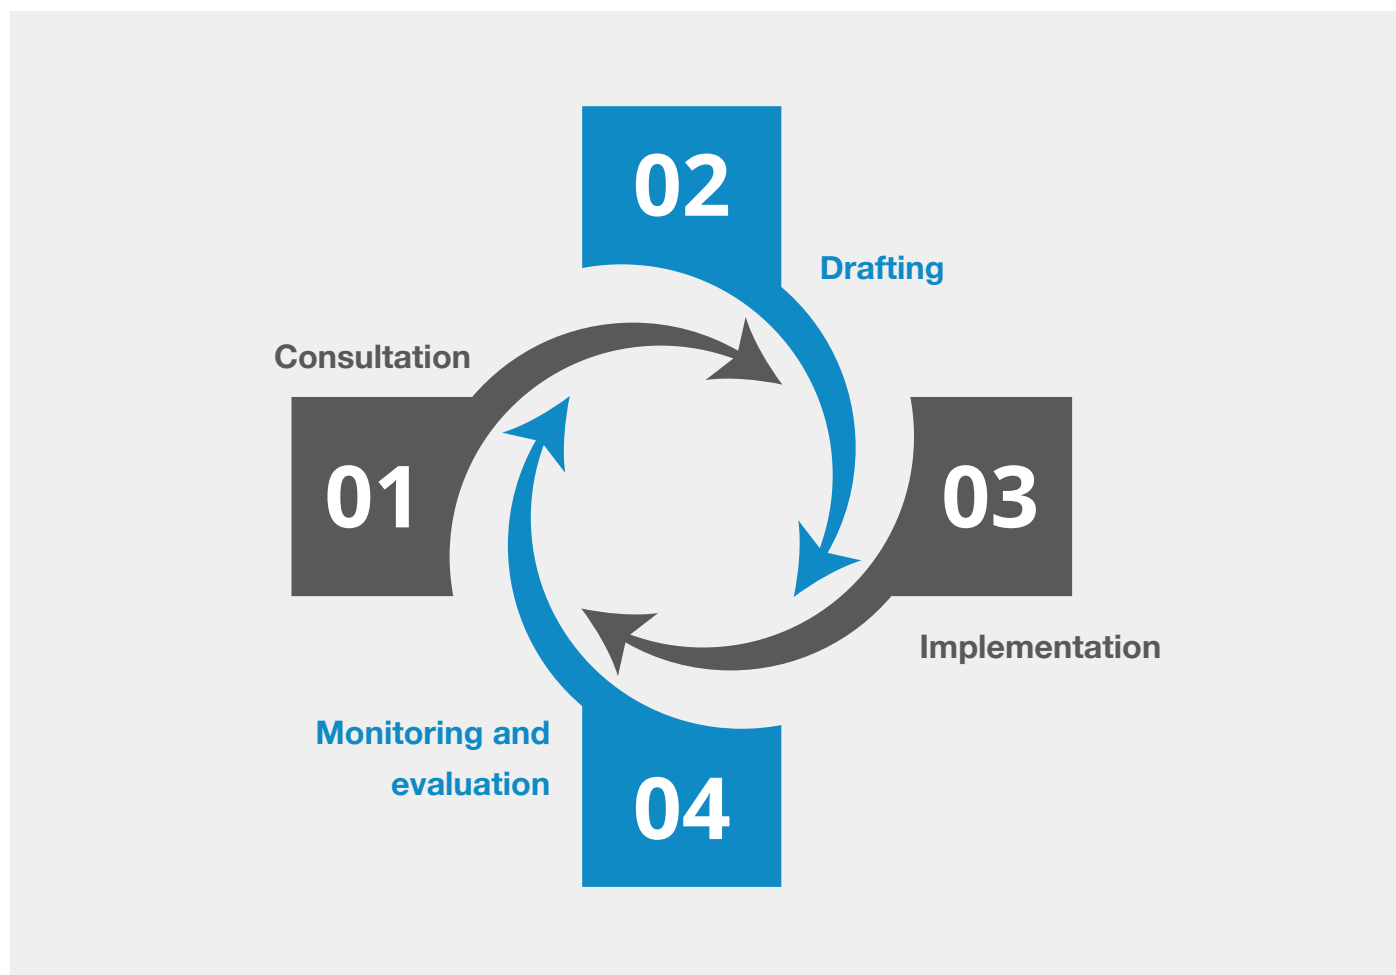 02
Drafting
Consultation
01
03
Implementation
Monitoring and
evaluation
04